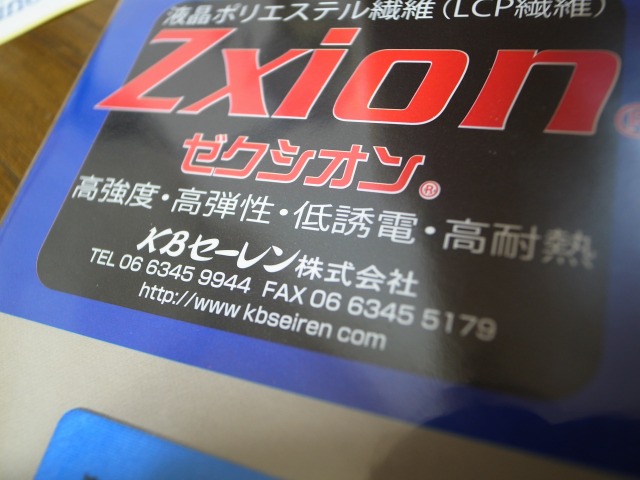 液晶ポリエステル繊維(LCP繊維)
Zxion®
ゼクシオン®
高強度・高弾性・低誘電・高耐熱
KBセーレン株式会社
TEL 06 6345 9944 FAX 06 6345 5179
http://www kbseiren com